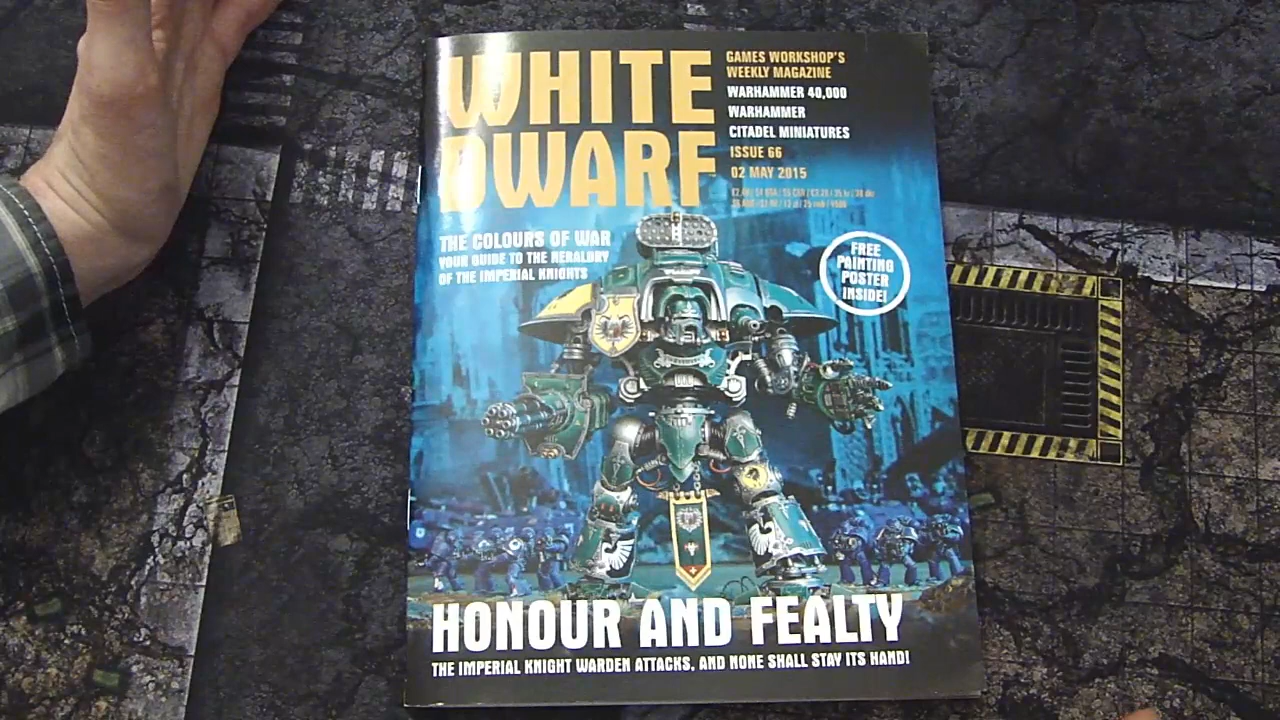 WHITE
DWARF
GAMES WORKSHOP'S
WEEKLY MAGAZINE
WARHAMMER 40,000
WARHAMMER
CITADEL MINIATURES
ISSUE 66
02 MAY 2015
THE COLOURS OF WAR
YOUR GUIDE TO THE HERALDRY
OF THE IMPERIAL KNIGHTS
FREE
PAINTING
POSTER
INSIDE!
HONOUR AND FEALTY
THE IMPERIAL KNIGHT WARDEN ATTACKS, AND NONE SHALL STAY ITS HAND!